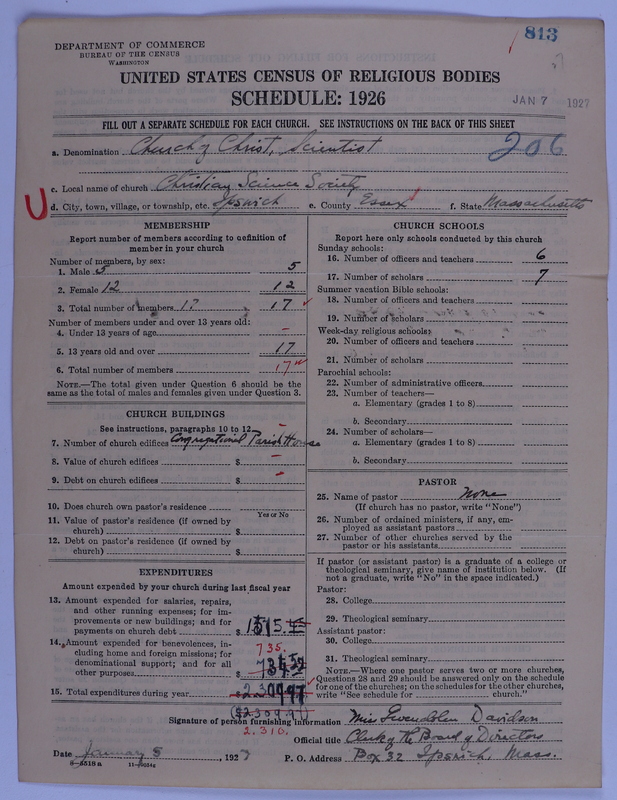 813
DEPARTMENT OF COMMERCE
BUREAU OF THE CENSUS
WASHINGTON
UNITED STATES CENSUS OF RELIGIOUS BODIES
SCHEDULE: 1926
JAN 7 1927
FILL OUT A SEPARATE SCHEDULE FOR EACH CHURCH. SEE INSTRUCTIONS ON THE BACK OF THIS SHEET
a. Denomination Church of Christ, Scientist
206
c. Local name of church Christian Science Society
U d. City, town, village, or township, etc. Ipswich e. County Essex f. State Massachusetts
MEMBERSHIP
Report number of members according to definition of
member in your church
Number of members, by sex:
1. Male 5 5
2. Female 12 12
3. Total number of members 17 17
Number of members under and over 13 years old:
4. Under 13 years of age –
5. 13 years old and over 17
6. Total number of members 17
NOTE.—The total given under Question 6 should be
same as the total of males and females given under Question 3.
CHURCH BUILDINGS
See instructions, paragraphs 10 to 12
7. Number of church edifices Congregational Parish House
8. Value of church edifices $ –
9. Debt on church edifices $ –
10. Does church own pastor's residence
Yes or No
11. Value of pastor's residence (if owned by
church) $
12. Debt on pastor's residence (if owned by
church) $
EXPENDITURES
Amount expended by church during last fiscal year
13. Amount expended for salaries, repairs,
and other running expenses; for im-
provements or new buildings; and for
payments on church debt $ 1515.
14. Amount expended for benevolences, in-
cluding home and foreign missions; for
denominational support; and for all
other purposes $
735.
15. Total expenditures during year
2.310.
CHURCH SCHOOLS
Report here only schools conducted by this church
Sunday schools:
16. Number of officers and teachers 6
17. Number of scholars 7
Summer vacation Bible schools:
18. Number of officers and teachers
19. Number of scholars
Week-day religious schools:
20. Number of officers and teachers
21. Number of scholars
Parochial schools:
22. Number of administrative officers
23. Number of teachers—
a. Elementary (grades 1 to 8)
b. Secondary
24. Number of scholars—
a. Elementary (grades 1 to 8)
b. Secondary
PASTOR
25. Name of pastor None
(If church has no pastor, write "None")
26. Number of ordained ministers, if any, em-
ployed as assistant pastors
27. Number of other churches served by the
pastor or his assistants
If pastor (or assistant pastor) is a graduate of a college or
theological seminary, give name of institution below. (If
not a graduate, write "No" in the space indicated.)
Pastor:
28. College
29. Theological seminary
Assistant pastor:
30. College
31. Theological seminary
NOTE.—Where one pastor serves two or more churches,
Questions 28 and 29 should be answered only on the schedule
for one of the churches; on the schedules for the other churches,
write "See schedule for church."
Signature of person furnishing information Miss Gwendolen Davidson
Official title Clerk of the Board of Directors
Date January 5, 1927 P. O. Address Box 32 Ipswich, Mass.